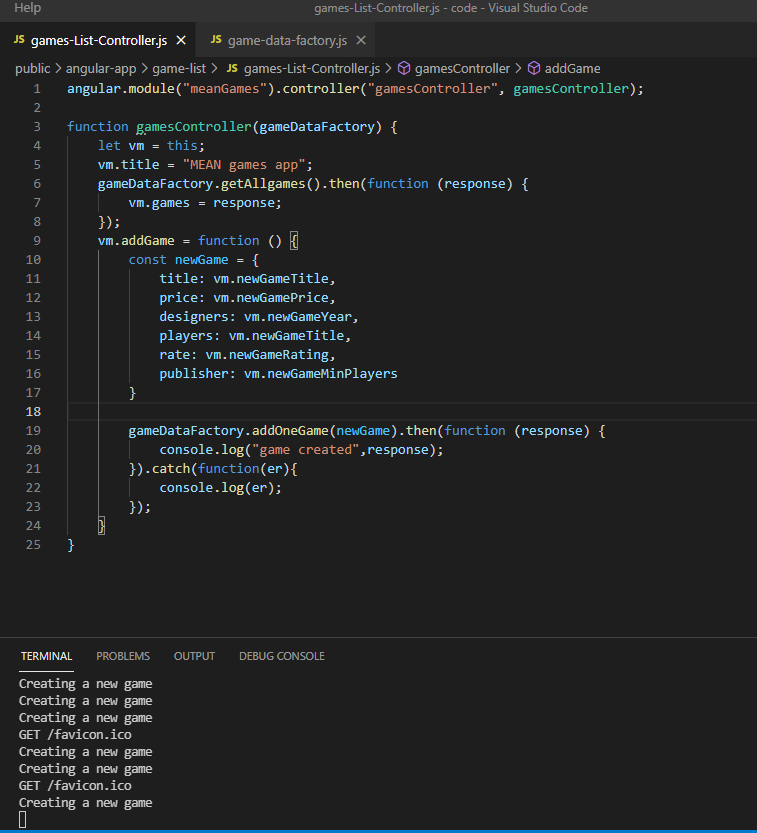 Help games-List-Controller.js - code - Visual Studio Code
JS games-List-Controller.js × JS game-data-factory.js ×
public > angular-app > game-list > JS games-List-Controller.js > gamesController > addGame
1 angular.module("meanGames").controller("gamesController", gamesController);
2
3 function gamesController(gameDataFactory) {
4 let vm = this;
5 vm.title = "MEAN games app";
6 gameDataFactory.getAllgames().then(function (response) {
7 vm.games = response;
8 });
9 vm.addGame = function () {
10 const newGame = {
11 title: vm.newGameTitle,
12 price: vm.newGamePrice,
13 designers: vm.newGameYear,
14 players: vm.newGameTitle,
15 rate: vm.newGameRating,
16 publisher: vm.newGameMinPlayers
17 }
18
19 gameDataFactory.addOneGame(newGame).then(function (response) {
20 console.log("game created",response);
21 }).catch(function(er){
22 console.log(er);
23 });
24 }
25 }
TERMINAL PROBLEMS OUTPUT DEBUG CONSOLE
Creating a new game
Creating a new game
Creating a new game
GET /favicon.ico
Creating a new game
Creating a new game
GET /favicon.ico
Creating a new game